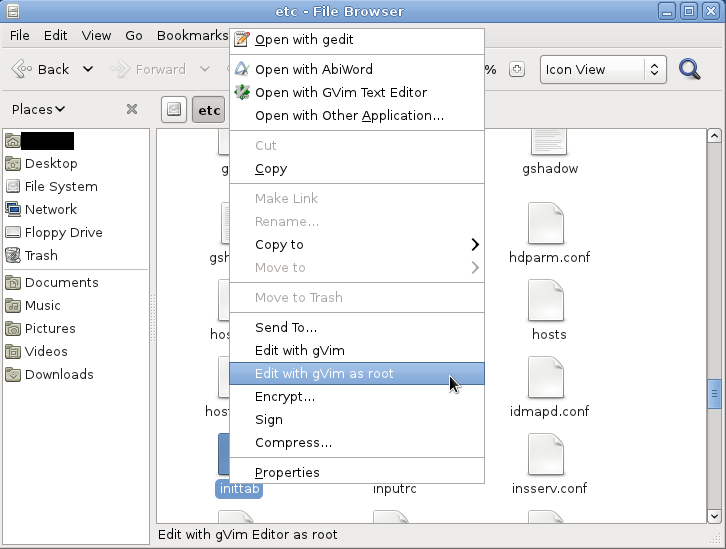 etc - File Browser
File Edit View Go Bookmarks
Back Forward % Icon View
Places etc
Desktop
File System
Network
Floppy Drive
Trash
Documents
Music
Pictures
Videos
Downloads
Open with gedit
Open with AbiWord
Open with GVim Text Editor
Open with Other Application...
Cut
Copy
Make Link
Rename...
Copy to
Move to
Move to Trash
Send To...
Edit with gVim
Edit with gVim as root
Encrypt...
Sign
Compress...
Properties
g
gshadow
gsh
hdparm.conf
hos
hosts
host
idmapd.conf
inittab
inputrc
insserv.conf
Edit with gVim Editor as root